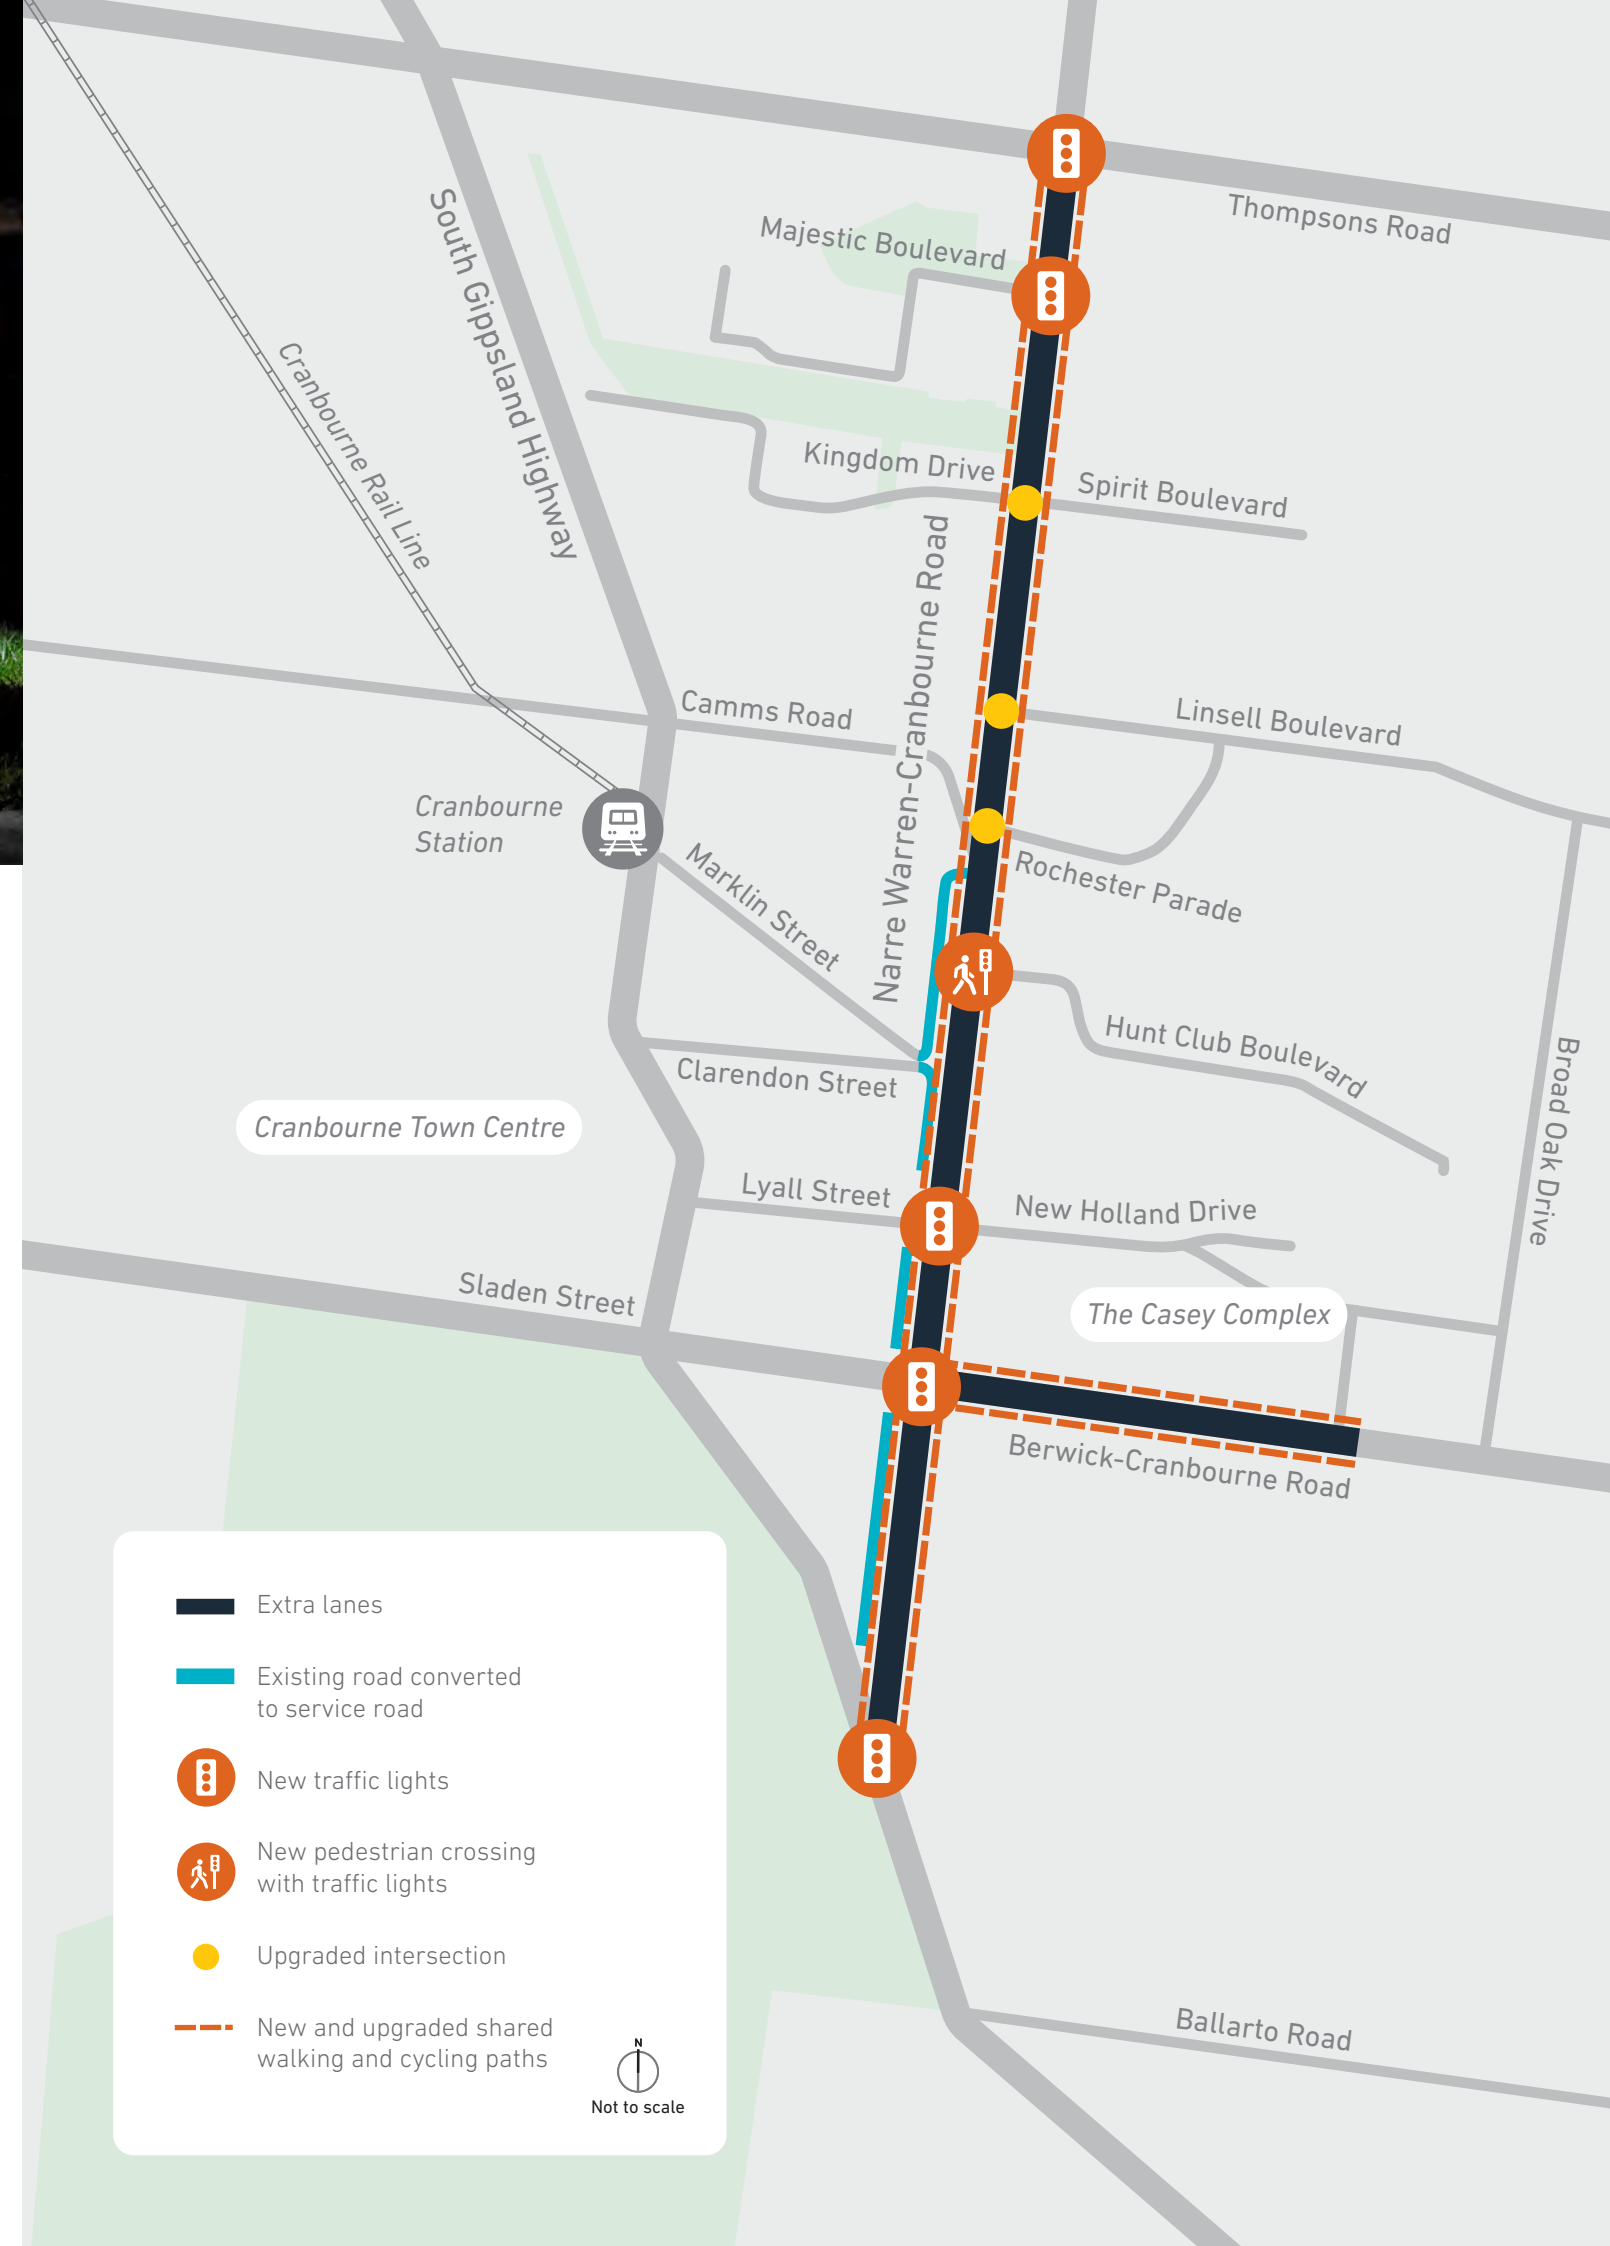 Thompsons Road
Majestic Boulevard
South Gippsland Highway
Cranbourne Rail Line
Kingdom Drive
Spirit Boulevard
Narre Warren-Cranbourne Road
Camms Road
Linsell Boulevard
Cranbourne
Station
Marklin Street
Rochester Parade
Hunt Club Boulevard
Broad Oak Drive
Clarendon Street
Cranbourne Town Centre
Lyall Street
New Holland Drive
Sladen Street
The Casey Complex
Berwick-Cranbourne Road
Extra lanes
Existing road converted
to service road
New traffic lights
New pedestrian crossing
with traffic lights
Upgraded intersection
New and upgraded shared
walking and cycling paths
N
Not to scale
Ballarto Road